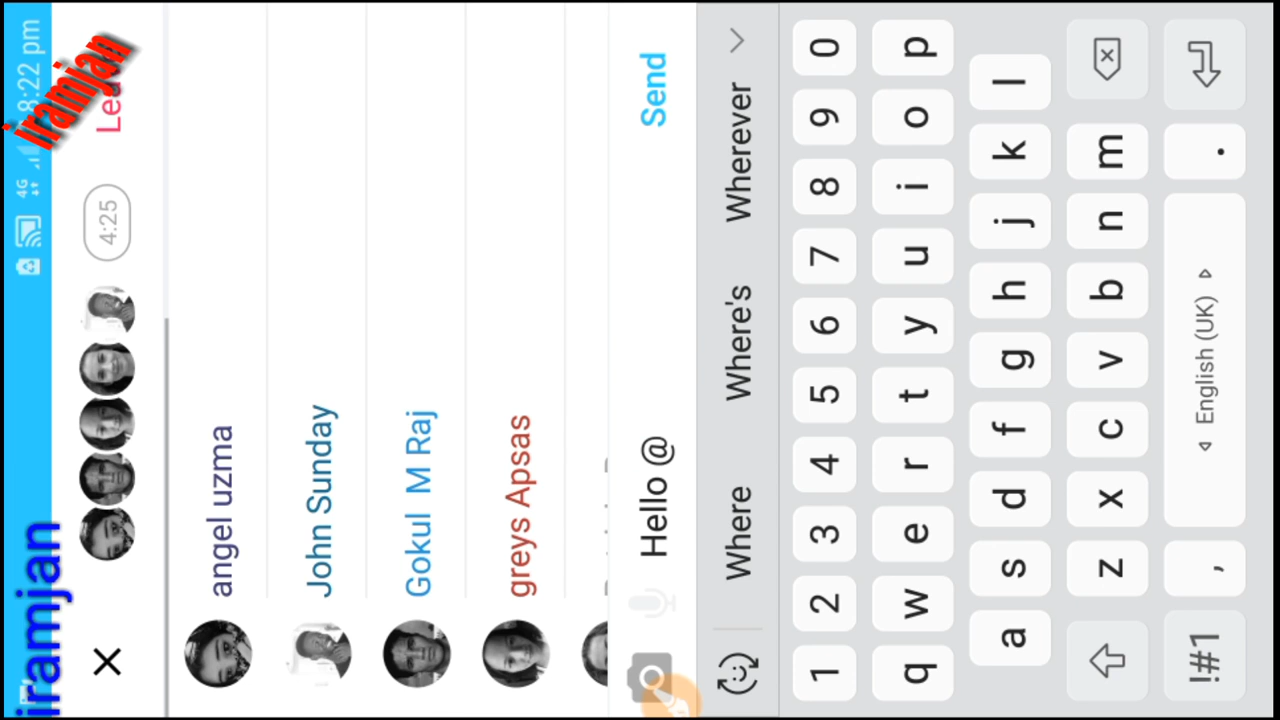 8:22 pm
4G
iramjan
iramjan
4:25
angel uzma
John Sunday
Gokul M Raj
greys Apsas
Hello @
Send
Where Where's Wherever
1 2 3 4 5 6 7 8 9 0
q w e r t y u i o p
a s d f g h j k l
z x c v b n m
!#1 , English (UK) .